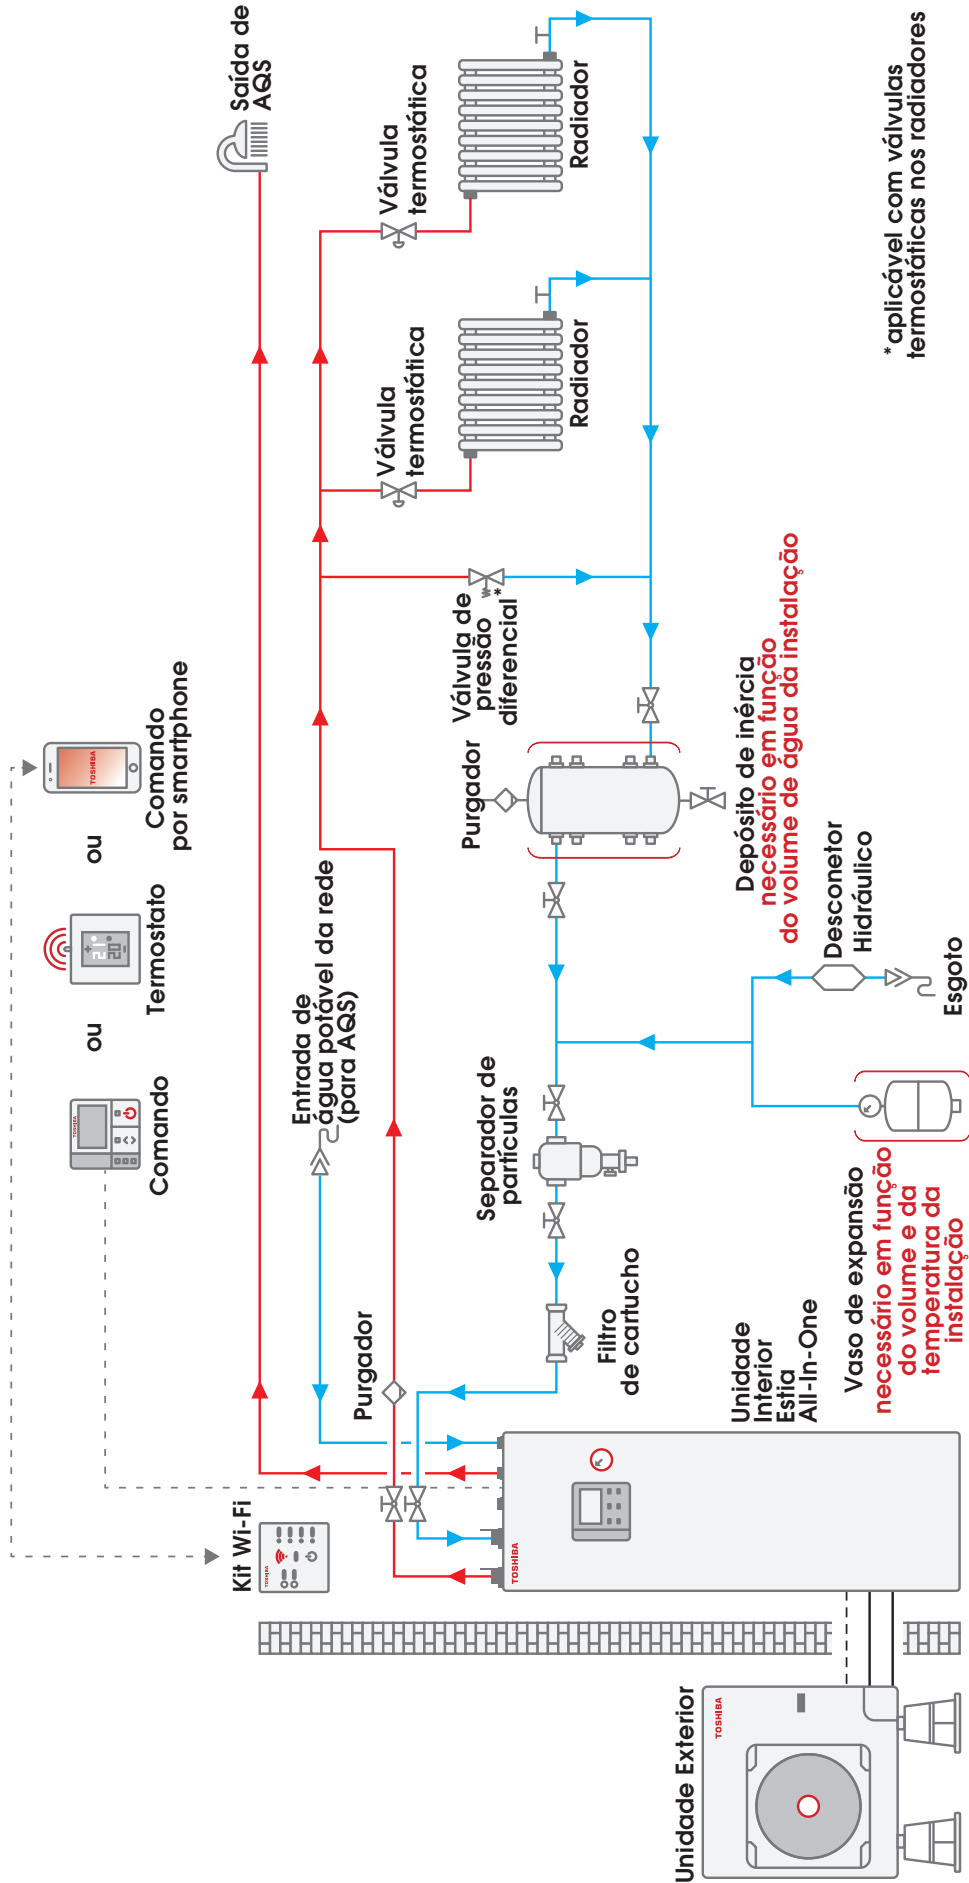 Unidade Exterior
TOSHIBA
Kit Wi-Fi
TOSHIBA
TOSHIBA
Unidade
Interior
Estia
All-In-One
Comando
TOSHIBA
ou
Termostato
21°
20°
ou
Comando
por smartphone
TOSHIBA
Entrada de
água potável da rede
(para AQS)
Purgador
Filtro
de cartucho
Separador de
partículas
Vaso de expansão
necessário em função
do volume e da
temperatura da
instalação
Esgoto
Desconetor
Hidráulico
Purgador
Depósito de inércia
necessário em função
do volume de água da instalação
Válvula de
pressão
diferencial*
Válvula
termostática
Radiador
Válvula
termostática
Radiador
Saída de
AQS
*aplicável com válvulas
termostáticas nos radiadores